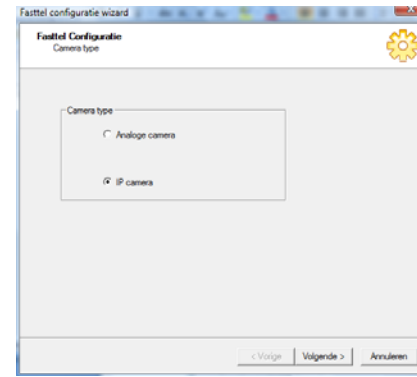 Fasttel configuratie wizard
Fasttel Configuratie
Camera type
Camera type
Analoge camera
IP camera
< Vorige
Volgende >
Annuleren